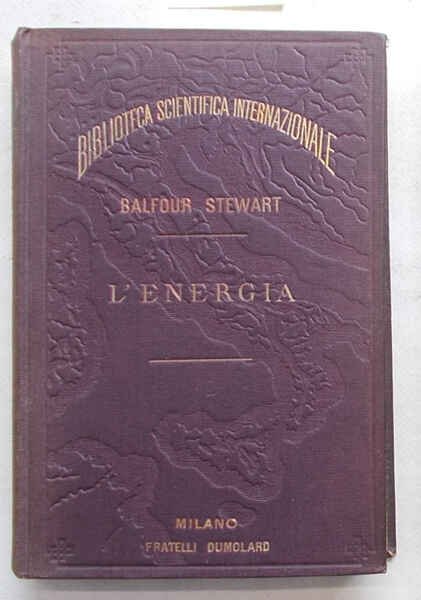 BIBLIOTECA SCIENTIFICA INTERNAZIONALE
BALFOUR STEWART
L'ENERGIA
MILANO
FRATELLI DUMOLARD